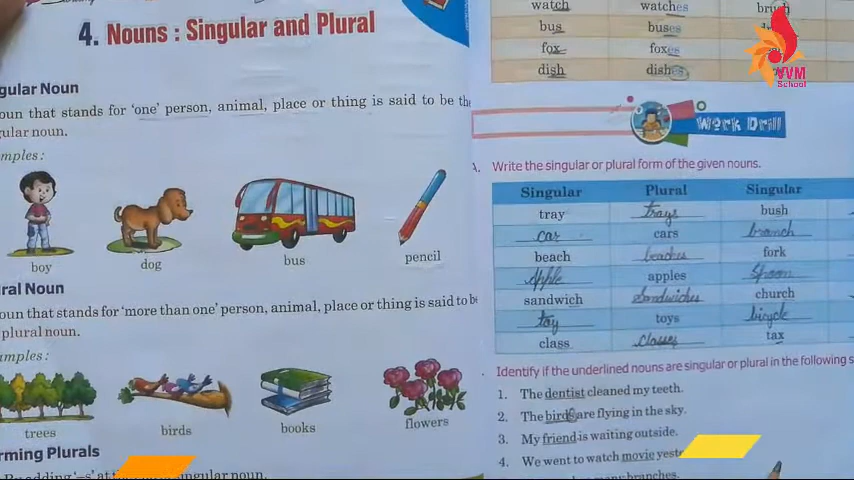 4. Nouns : Singular and Plural
gular Noun
oun that stands for 'one' person, animal, place or thing is said to be the
gular noun.
mples :
boy dog bus pencil
ral Noun
oun that stands for 'more than one' person, animal, place or thing is said to be
plural noun.
amples :
trees birds books flowers
rming Plurals
watch watches
bus buses
fox foxes
dish dishes
VVM
School
Work Drill
A. Write the singular or plural form of the given nouns.
Singular Plural Singular
tray trays bush
car cars branch
beach beaches fork
Apple apples Spoon
sandwich Sandwiches church
toy toys bicycle
class classes tax
Identify if the underlined nouns are singular or plural in the following s
1. The dentist cleaned my teeth.
2. The birds are flying in the sky.
3. My friend is waiting outside.
4. We went to watch movie yest
many branches.